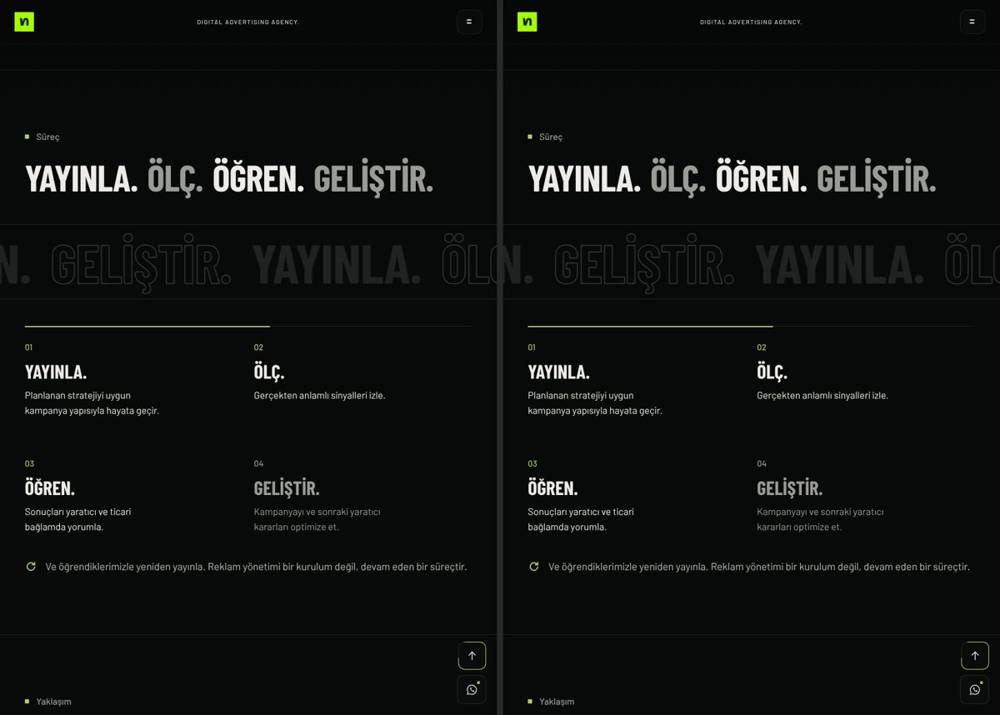 DIGITAL ADVERTISING AGENCY.
Süreç
YAYINLA. ÖLÇ. ÖĞREN. GELİŞTİR.
N. GELİŞTİR. YAYINLA. ÖL
01
YAYINLA.
Planlanan stratejiyi uygun
kampanya yapısıyla hayata geçir.
02
ÖLÇ.
Gerçekten anlamlı sinyalleri izle.
03
ÖĞREN.
Sonuçları yaratıcı ve ticari
bağlamda yorumla.
04
GELİŞTİR.
Kampanyayı ve sonraki yaratıcı
kararları optimize et.
Ve öğrendiklerimizle yeniden yayınla. Reklam yönetimi bir kurulum değil, devam eden bir süreçtir.
Yaklaşım
DIGITAL ADVERTISING AGENCY.
Süreç
YAYINLA. ÖLÇ. ÖĞREN. GELİŞTİR.
N. GELİŞTİR. YAYINLA. ÖLÇ
01
YAYINLA.
Planlanan stratejiyi uygun
kampanya yapısıyla hayata geçir.
02
ÖLÇ.
Gerçekten anlamlı sinyalleri izle.
03
ÖĞREN.
Sonuçları yaratıcı ve ticari
bağlamda yorumla.
04
GELİŞTİR.
Kampanyayı ve sonraki yaratıcı
kararları optimize et.
Ve öğrendiklerimizle yeniden yayınla. Reklam yönetimi bir kurulum değil, devam eden bir süreçtir.
Yaklaşım